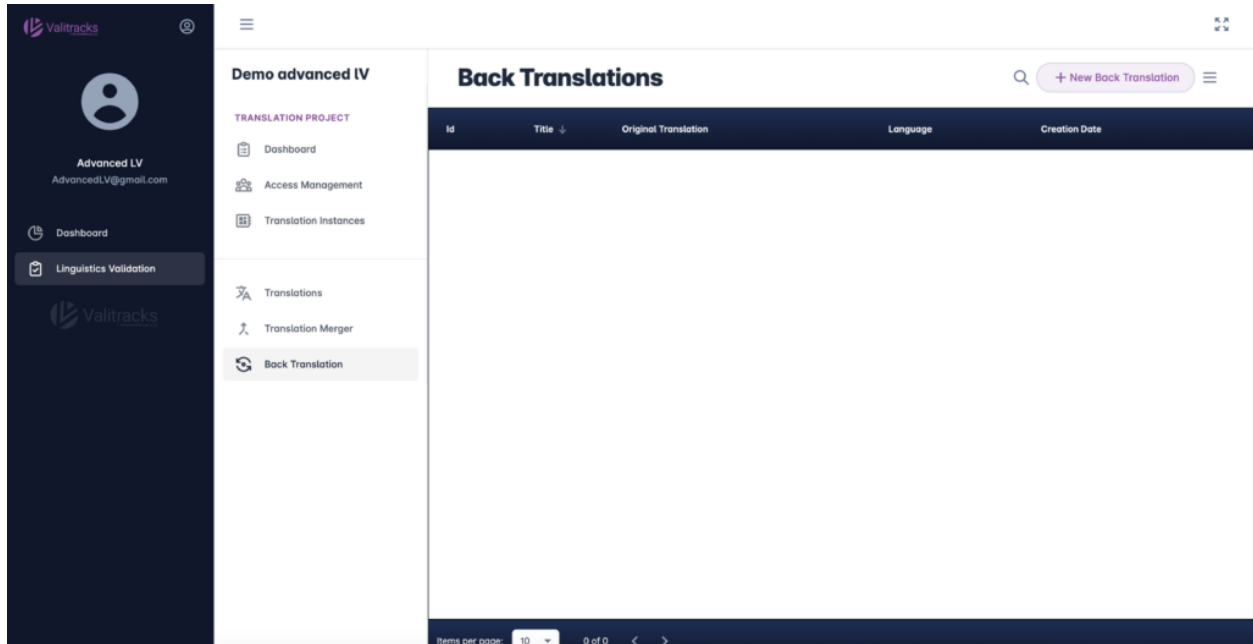 Valitracks
Demo advanced lV
Back Translations
+ New Back Translation
TRANSLATION PROJECT
Id Title Original Translation Language Creation Date
Dashboard
Advanced LV
AdvancedLV@gmail.com
Access Management
Translation Instances
Dashboard
Linguistics Validation
Translations
Valitracks
Translation Merger
Back Translation
Items per page: 10 0 of 0